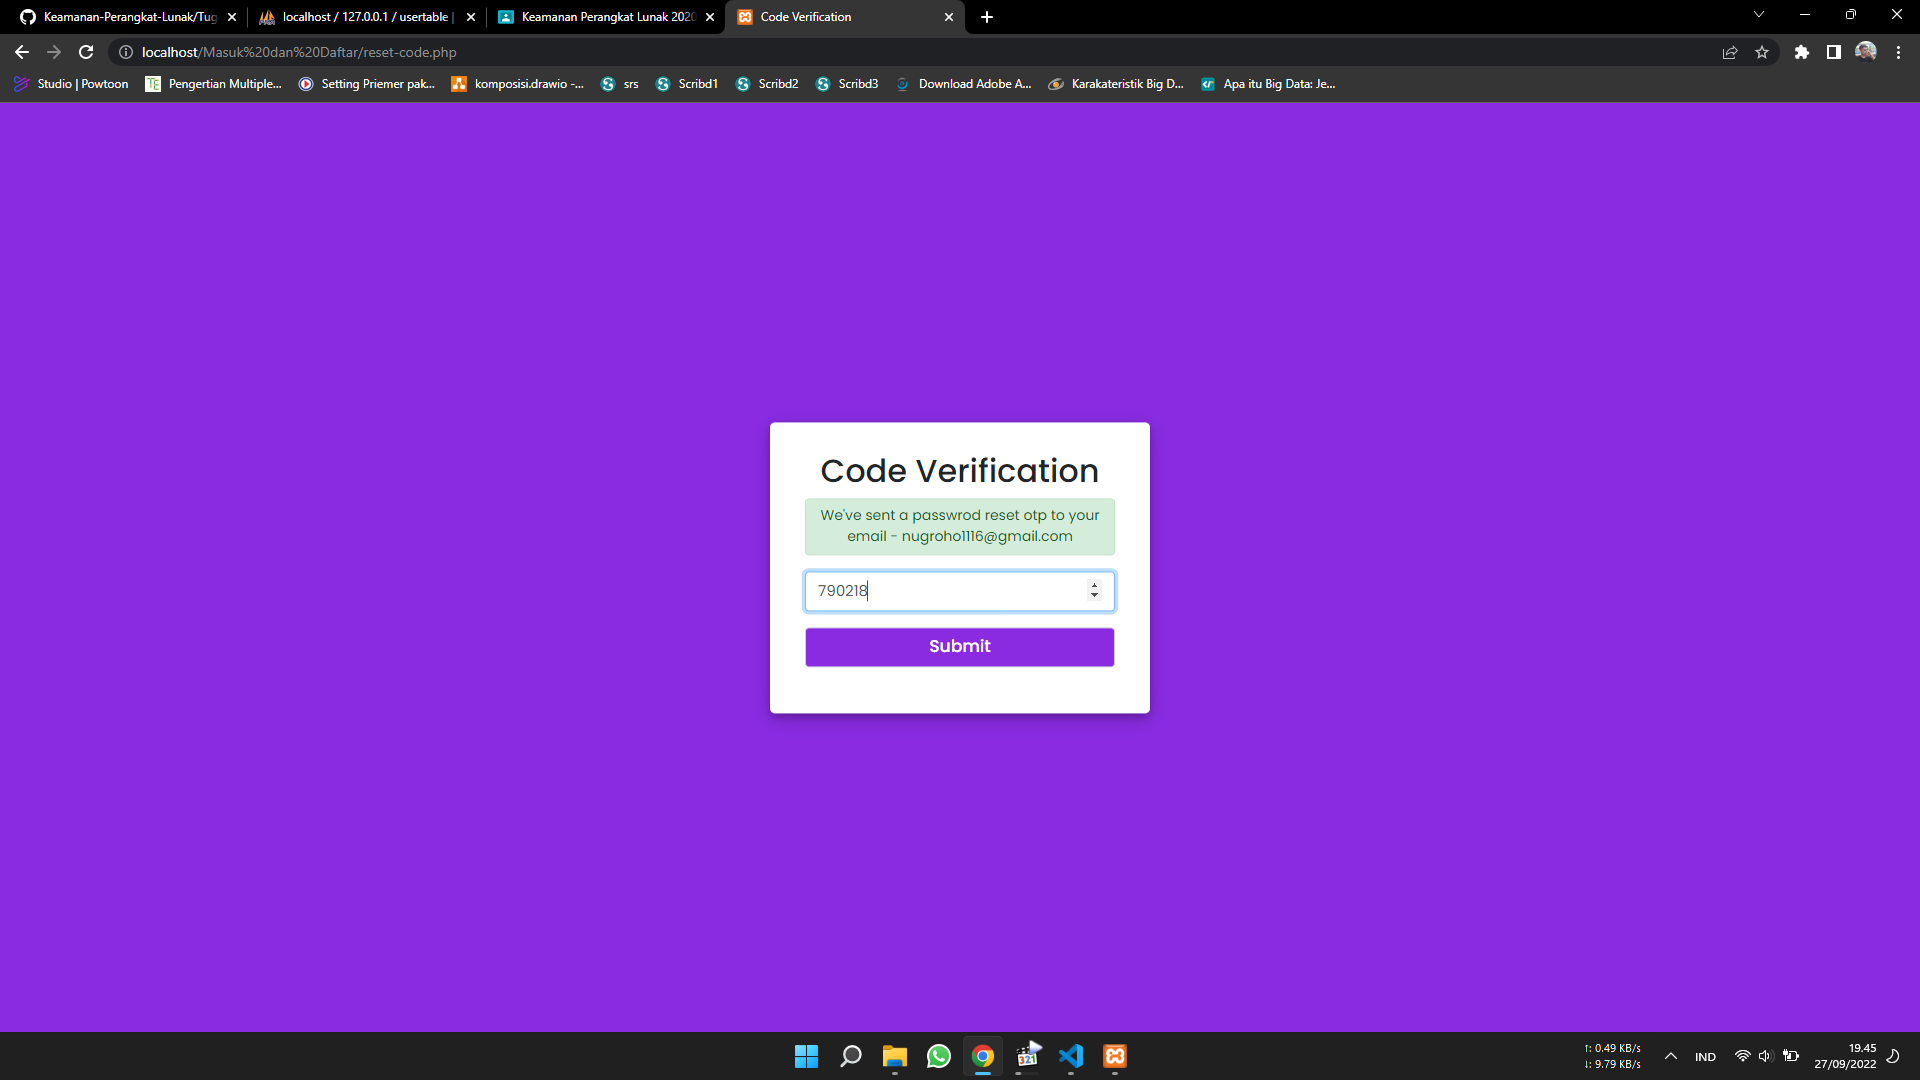 Keamanan-Perangkat-Lunak/Tug
localhost / 127.0.0.1 / usertable |
Keamanan Perangkat Lunak 2020
Code Verification
localhost/Masuk%20dan%20Daftar/reset-code.php
Studio | Powtoon
Pengertian Multiple...
Setting Priemer pak...
komposisi.drawio -...
srs
Scribd1
Scribd2
Scribd3
Download Adobe A...
Karakateristik Big D...
Apa itu Big Data: Je...
Code Verification
We've sent a passwrod reset otp to your
email - nugroho1116@gmail.com
790218
Submit
↑: 0.49 KB/s
↓: 9.79 KB/s
IND
19.45
27/09/2022